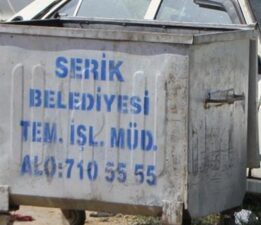 SERİK
BELEDİYESİ
TEM. İŞL. MÜD.
ALO:710 55 55